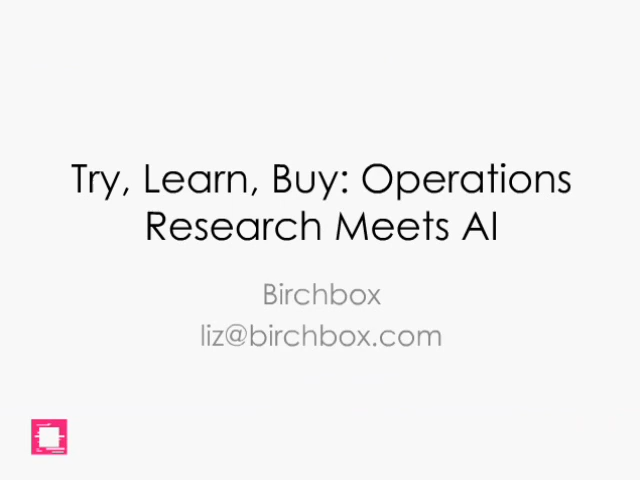 Try, Learn, Buy: Operations
Research Meets AI
Birchbox
liz@birchbox.com